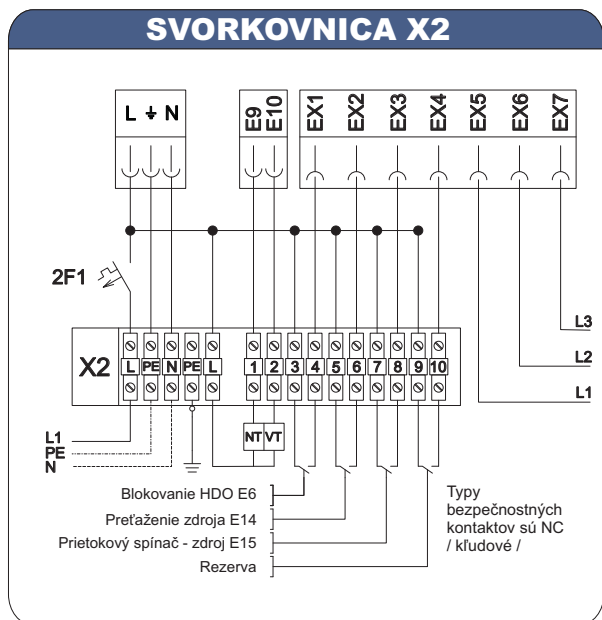 SVORKOVNICA X2
L ⏚ N E9 E10 EX1 EX2 EX3 EX4 EX5 EX6 EX7
2F1
L3
X2 L PE N PE L 1 2 3 4 5 6 7 8 9 10
L2
L1
L1
PE
N
NT VT
Blokovanie HDO E6
Preťaženie zdroja E14
Prietokový spínač - zdroj E15
Rezerva
Typy
bezpečnostných
kontaktov sú NC
/ kľudové /